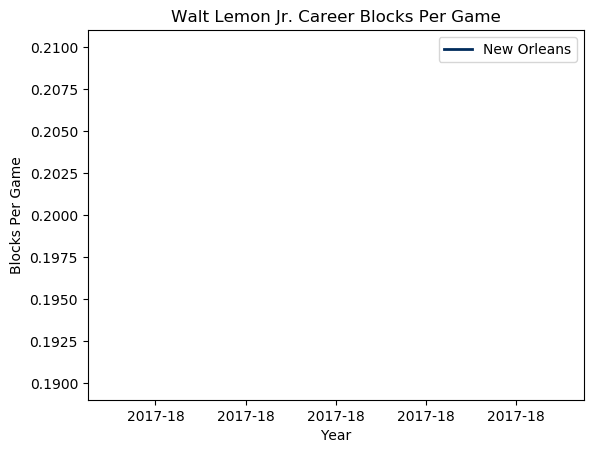 Walt Lemon Jr. Career Blocks Per Game
New Orleans
0.2100
0.2075
0.2050
0.2025
0.2000
0.1975
0.1950
0.1925
0.1900
Blocks Per Game
2017-18 2017-18 2017-18 2017-18 2017-18
Year